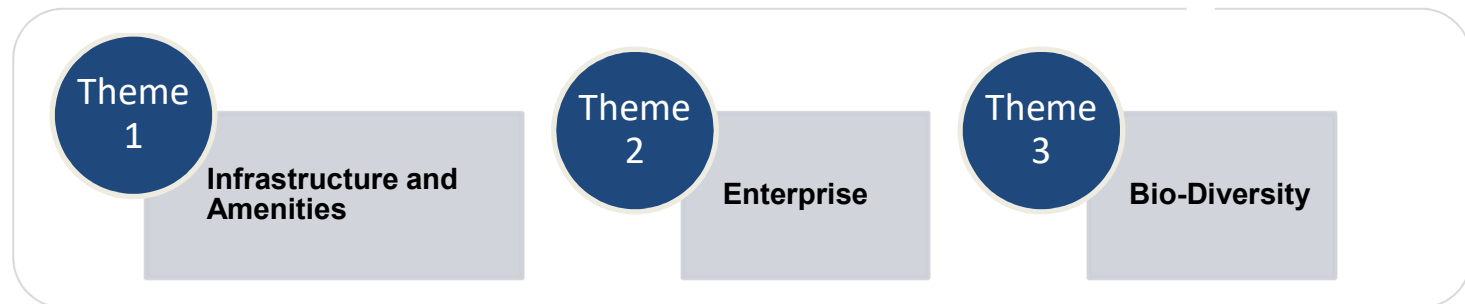 Theme
1
Infrastructure and
Amenities
Theme
2
Enterprise
Theme
3
Bio-Diversity